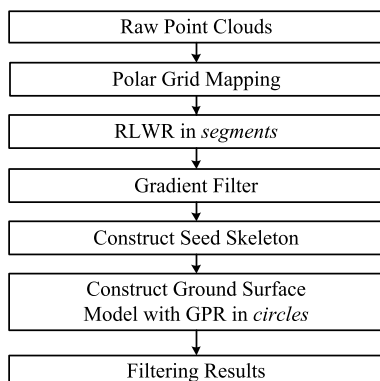 Raw Point Clouds
Polar Grid Mapping
RLWR in segments
Gradient Filter
Construct Seed Skeleton
Construct Ground Surface
Model with GPR in circles
Filtering Results